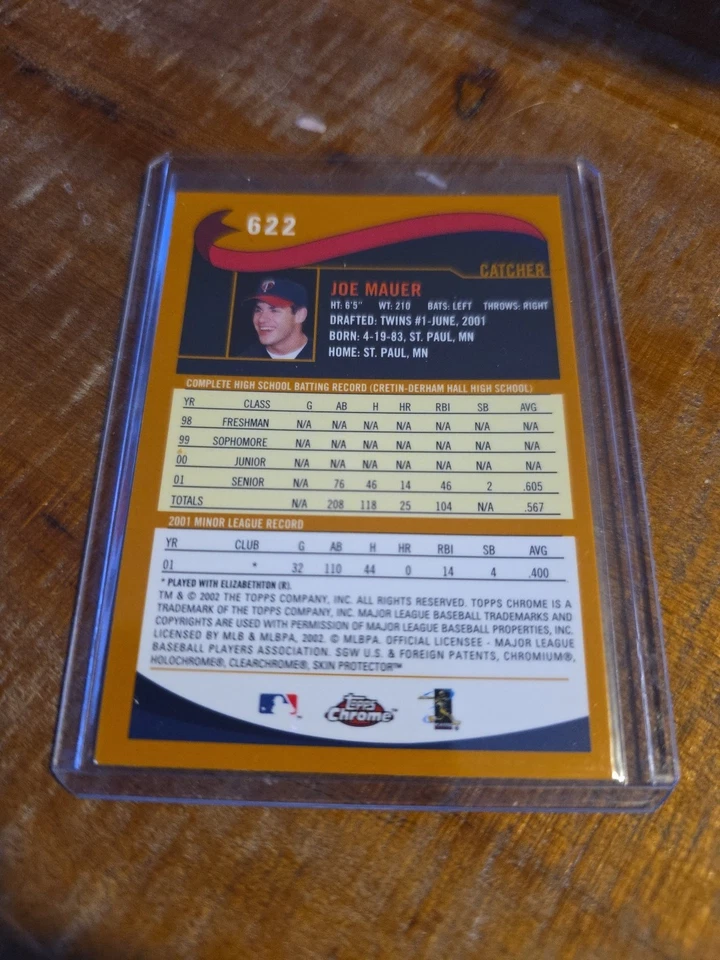 622
CATCHER
JOE MAUER
HT: 6'5" WT: 210 BATS: LEFT THROWS: RIGHT
DRAFTED: TWINS #1-JUNE, 2001
BORN: 4-19-83, ST. PAUL, MN
HOME: ST. PAUL, MN
COMPLETE HIGH SCHOOL BATTING RECORD (CRETIN-DERHAM HALL HIGH SCHOOL)
YR CLASS G AB H HR RBI SB AVG
98 FRESHMAN N/A N/A N/A N/A N/A N/A N/A
99 SOPHOMORE N/A N/A N/A N/A N/A N/A N/A
00 JUNIOR N/A N/A N/A N/A N/A N/A N/A
01 SENIOR N/A 76 46 14 46 2 .605
TOTALS N/A 208 118 25 104 N/A .567
2001 MINOR LEAGUE RECORD
YR CLUB G AB H HR RBI SB AVG
01 * 32 110 44 0 14 4 .400
* PLAYED WITH ELIZABETHTON (R).
TM & © 2002 THE TOPPS COMPANY, INC. ALL RIGHTS RESERVED. TOPPS CHROME IS A
TRADEMARK OF THE TOPPS COMPANY, INC. MAJOR LEAGUE BASEBALL TRADEMARKS AND
COPYRIGHTS ARE USED WITH PERMISSION OF MAJOR LEAGUE BASEBALL PROPERTIES, INC.
LICENSED BY MLB & MLBPA, 2002. © MLBPA. OFFICIAL LICENSEE - MAJOR LEAGUE
BASEBALL PLAYERS ASSOCIATION. SGW U.S. & FOREIGN PATENTS, CHROMIUM®,
HOLOCHROME®, CLEARCHROME®, SKIN PROTECTOR™
Topps
Chrome